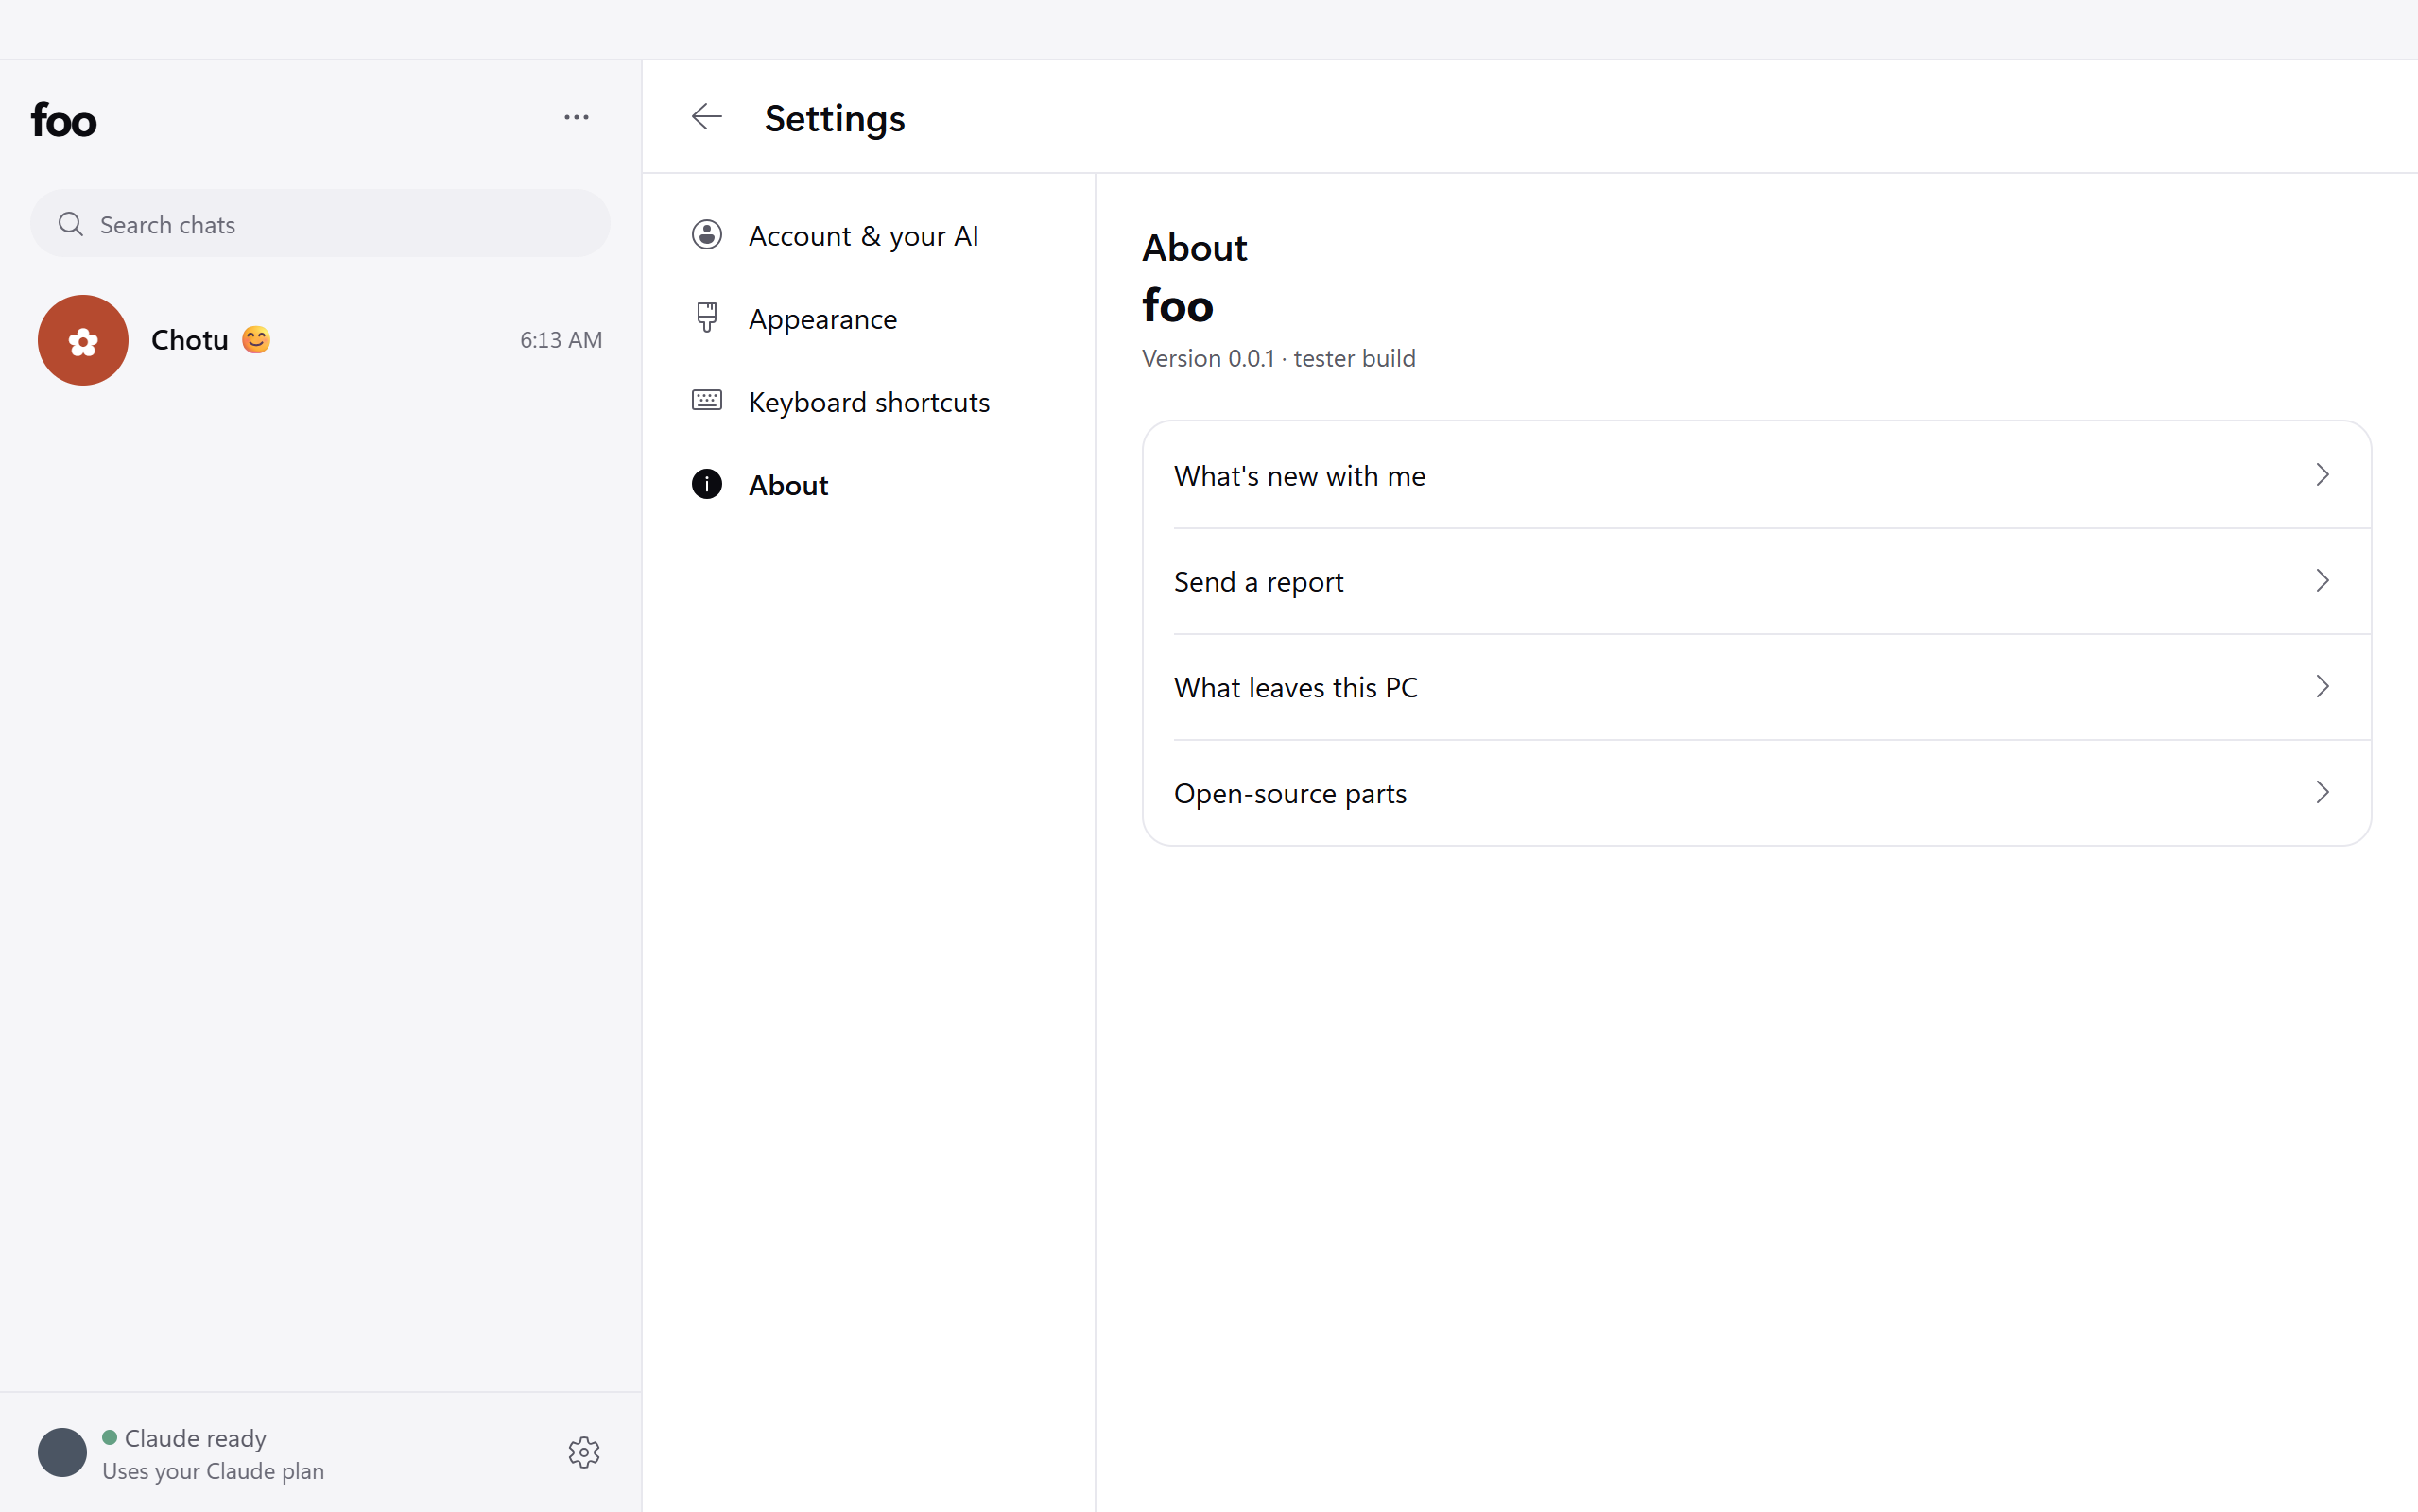 foo
Search chats
Chotu 😊
6:13 AM
Claude ready
Uses your Claude plan
Settings
Account & your AI
Appearance
Keyboard shortcuts
About
About
foo
Version 0.0.1 · tester build
What's new with me
Send a report
What leaves this PC
Open-source parts